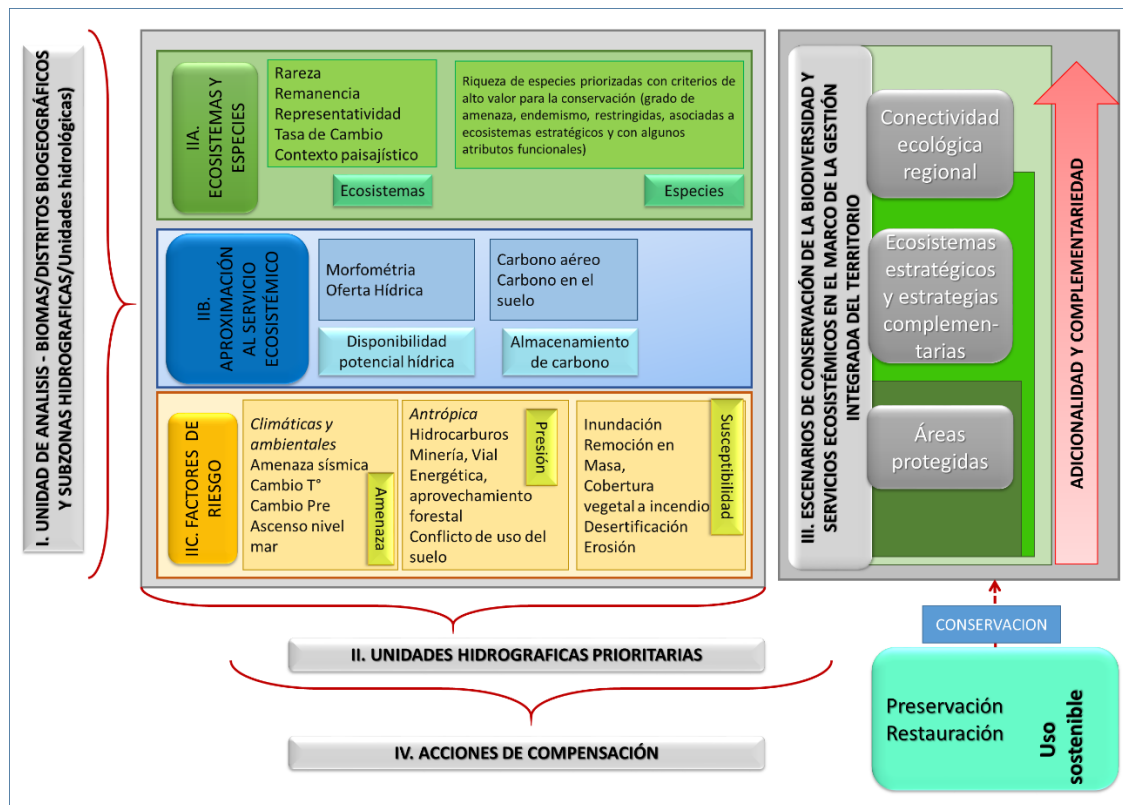 I. UNIDAD DE ANALISIS - BIOMAS/DISTRITOS BIOGEOGRÁFICOS
Y SUBZONAS HIDROGRAFICAS/Unidades hidrológicas)
IIA.
ECOSISTEMAS Y
ESPECIES
Rareza
Remanencia
Representatividad
Tasa de Cambio
Contexto paisajístico
Ecosistemas
Riqueza de especies priorizadas con criterios de
alto valor para la conservación (grado de
amenaza, endemismo, restringidas, asociadas a
ecosistemas estratégicos y con algunos
atributos funcionales)
Especies
IIB.
APROXIMACIÓN
AL SERVICIO
ECOSISTÉMICO
Morfométria
Oferta Hídrica
Disponibilidad
potencial hídrica
Carbono aéreo
Carbono en el
suelo
Almacenamiento
de carbono
IIC. FACTORES DE
RIESGO
Climáticas y
ambientales
Amenaza sísmica
Cambio T°
Cambio Pre
Ascenso nivel
mar
Amenaza
Antrópica
Hidrocarburos
Minería, Vial
Energética,
aprovechamiento
forestal
Conflicto de uso del
suelo
Presión
Inundación
Remoción en
Masa,
Cobertura
vegetal a incendio
Desertificación
Erosión
Susceptibilidad
II. UNIDADES HIDROGRAFICAS PRIORITARIAS
IV. ACCIONES DE COMPENSACIÓN
III. ESCENARIOS DE CONSERVACIÓN DE LA BIODIVERSIDAD Y
SERVICIOS ECOSISTÉMICOS EN EL MARCO DE LA GESTIÓN
INTEGRADA DEL TERRITORIO
Conectividad
ecológica
regional
Ecosistemas
estratégicos
y estrategias
complemen-
tarias
Áreas
protegidas
ADICIONALIDAD Y COMPLEMENTARIEDAD
CONSERVACION
Preservación
Restauración
Uso
sostenible